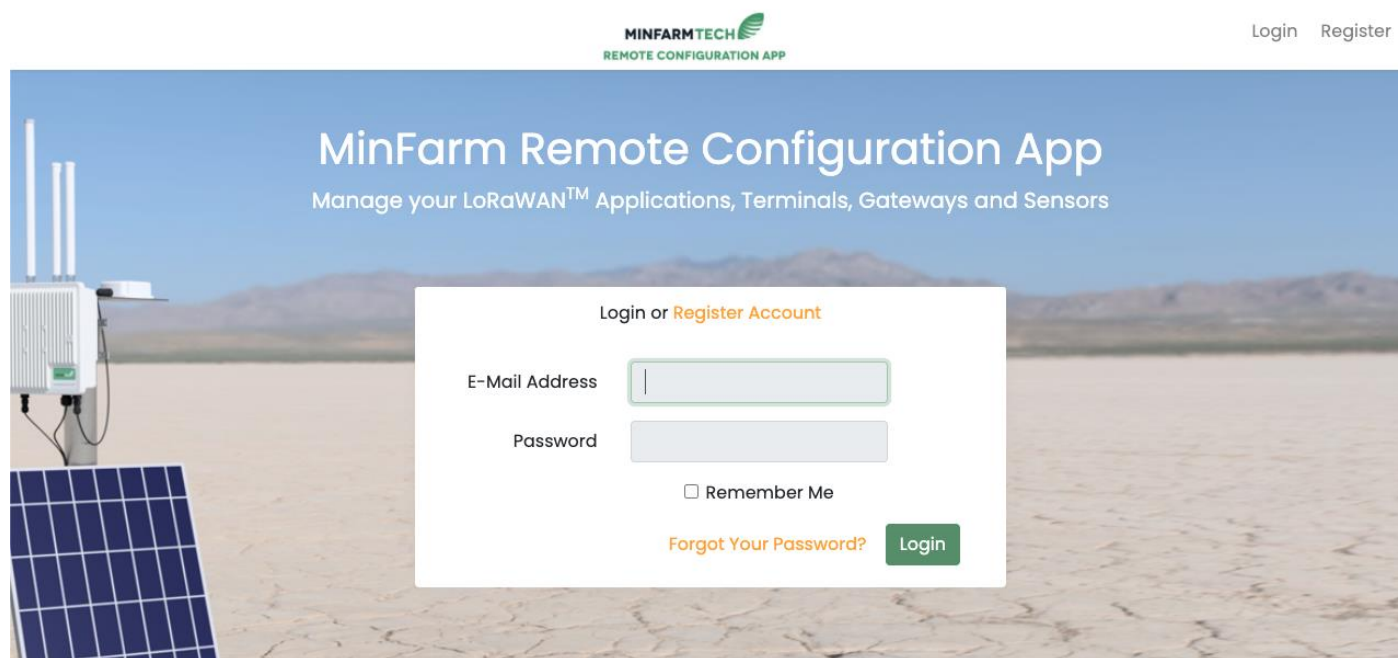 MINFARMTECH
REMOTE CONFIGURATION APP
Login Register
MinFarm Remote Configuration App
Manage your LoRaWAN™ Applications, Terminals, Gateways and Sensors
Login or Register Account
E-Mail Address
Password
Remember Me
Forgot Your Password? Login